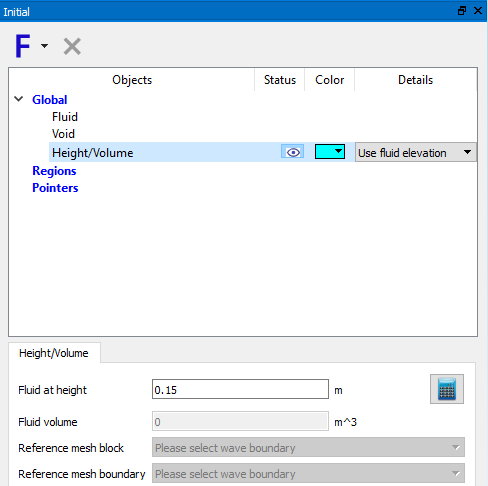 Initial
F
Objects Status Color Details
Global
Fluid
Void
Height/Volume Use fluid elevation
Regions
Pointers
Height/Volume
Fluid at height 0.15 m
Fluid volume 0 m^3
Reference mesh block Please select wave boundary
Reference mesh boundary Please select wave boundary